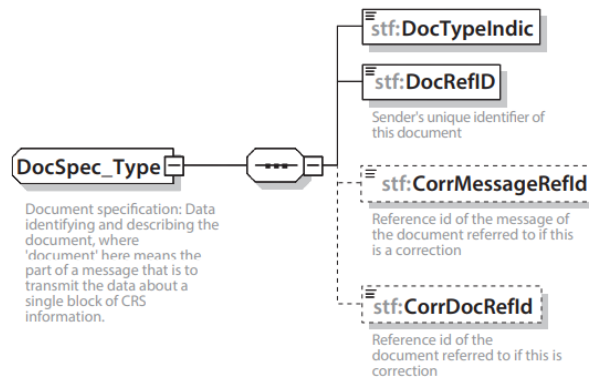 stf:DocTypeIndic
stf:DocRefID
Sender's unique identifier of
this document
DocSpec_Type
Document specification: Data
identifying and describing the
document, where
'document' here means the
part of a message that is to
transmit the data about a
single block of CRS
information.
stf:CorrMessageRefId
Reference id of the message of
the document referred to if this
is a correction
stf:CorrDocRefId
Reference id of the
document referred to if this is
correction